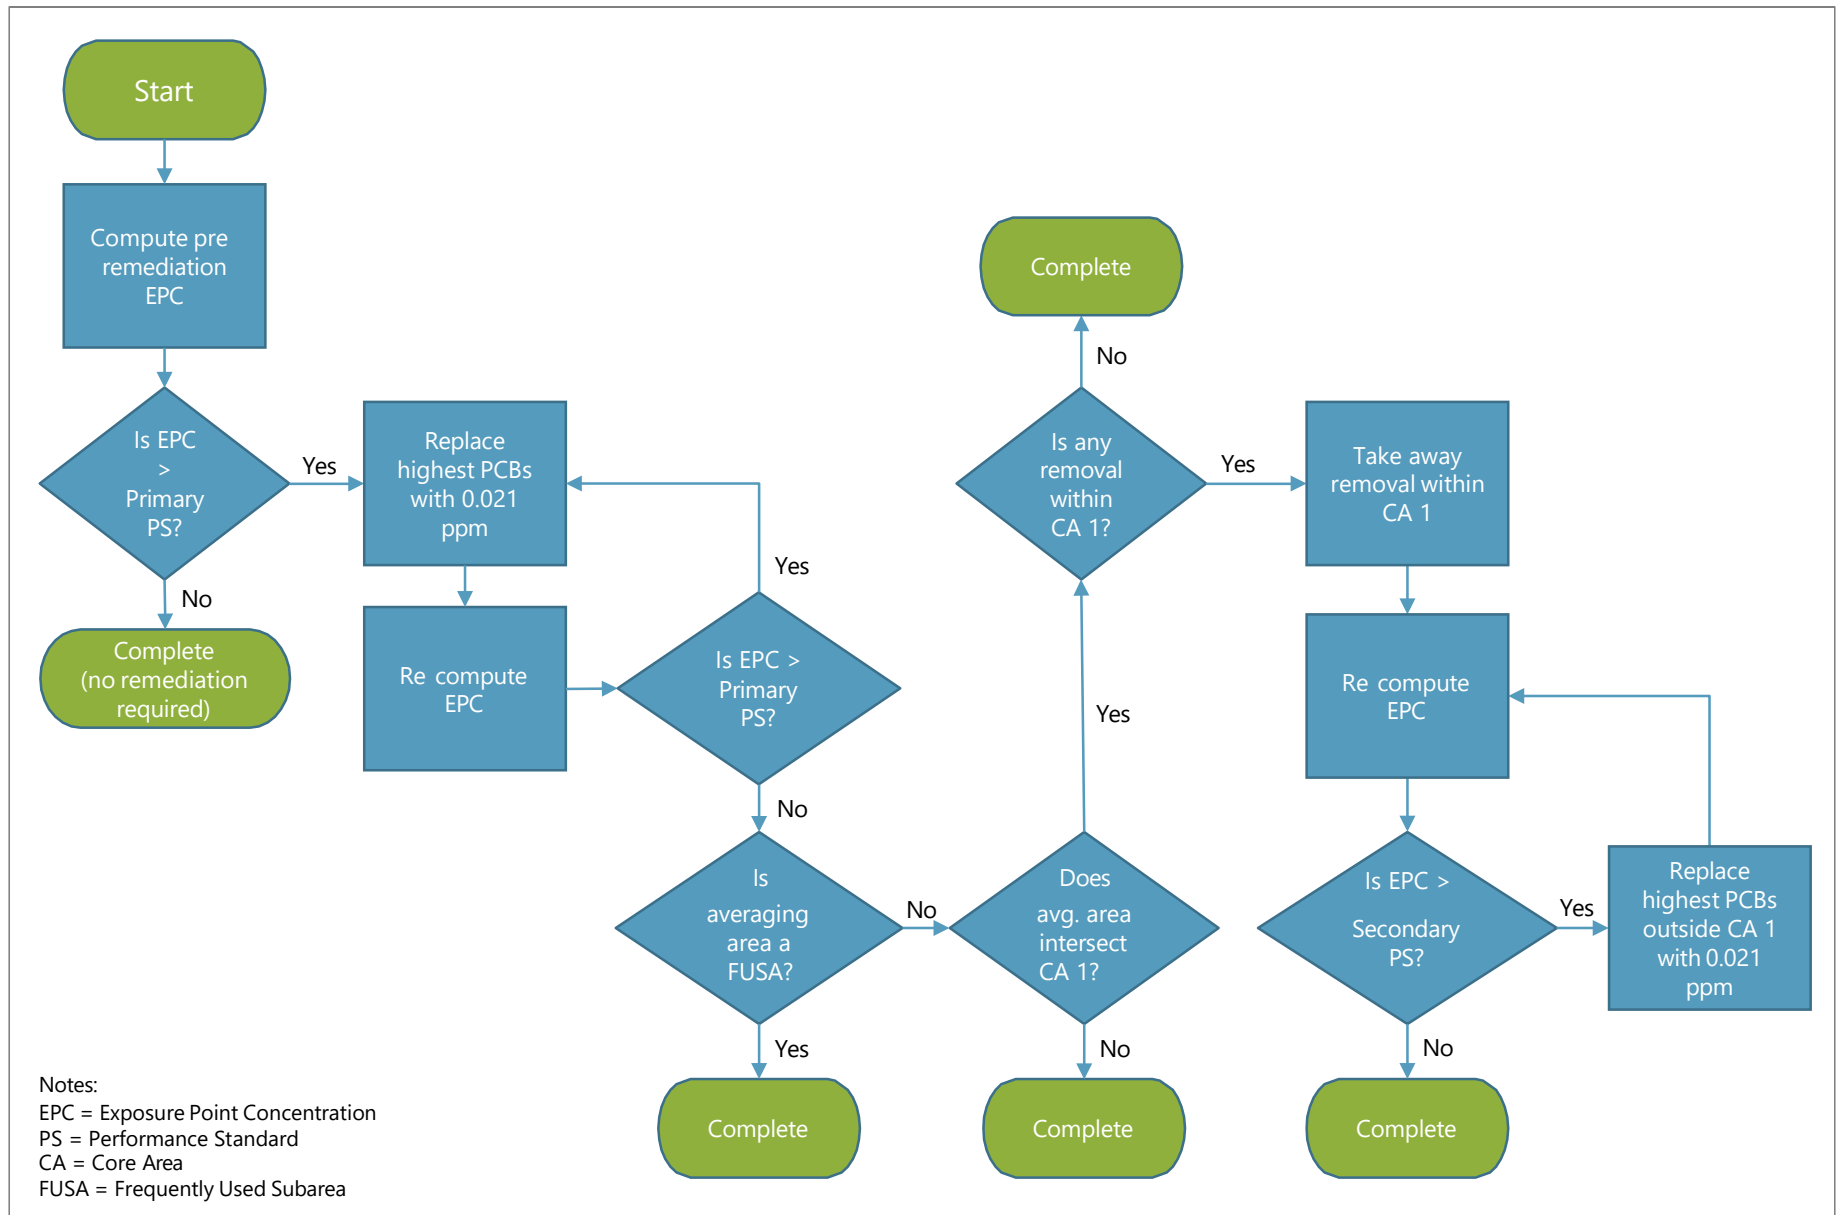 Start
Compute pre
remediation
EPC
Is EPC
>
Primary
PS?
Yes
No
Complete
(no remediation
required)
Replace
highest PCBs
with 0.021
ppm
Re compute
EPC
Is EPC >
Primary
PS?
Yes
No
Is
averaging
area a
FUSA?
No
Yes
Complete
Does
avg. area
intersect
CA 1?
Yes
No
Complete
Is any
removal
within
CA 1?
No
Complete
Yes
Take away
removal within
CA 1
Re compute
EPC
Is EPC >
Secondary
PS?
Yes
Replace
highest PCBs
outside CA 1
with 0.021
ppm
No
Complete
Notes:
EPC = Exposure Point Concentration
PS = Performance Standard
CA = Core Area
FUSA = Frequently Used Subarea